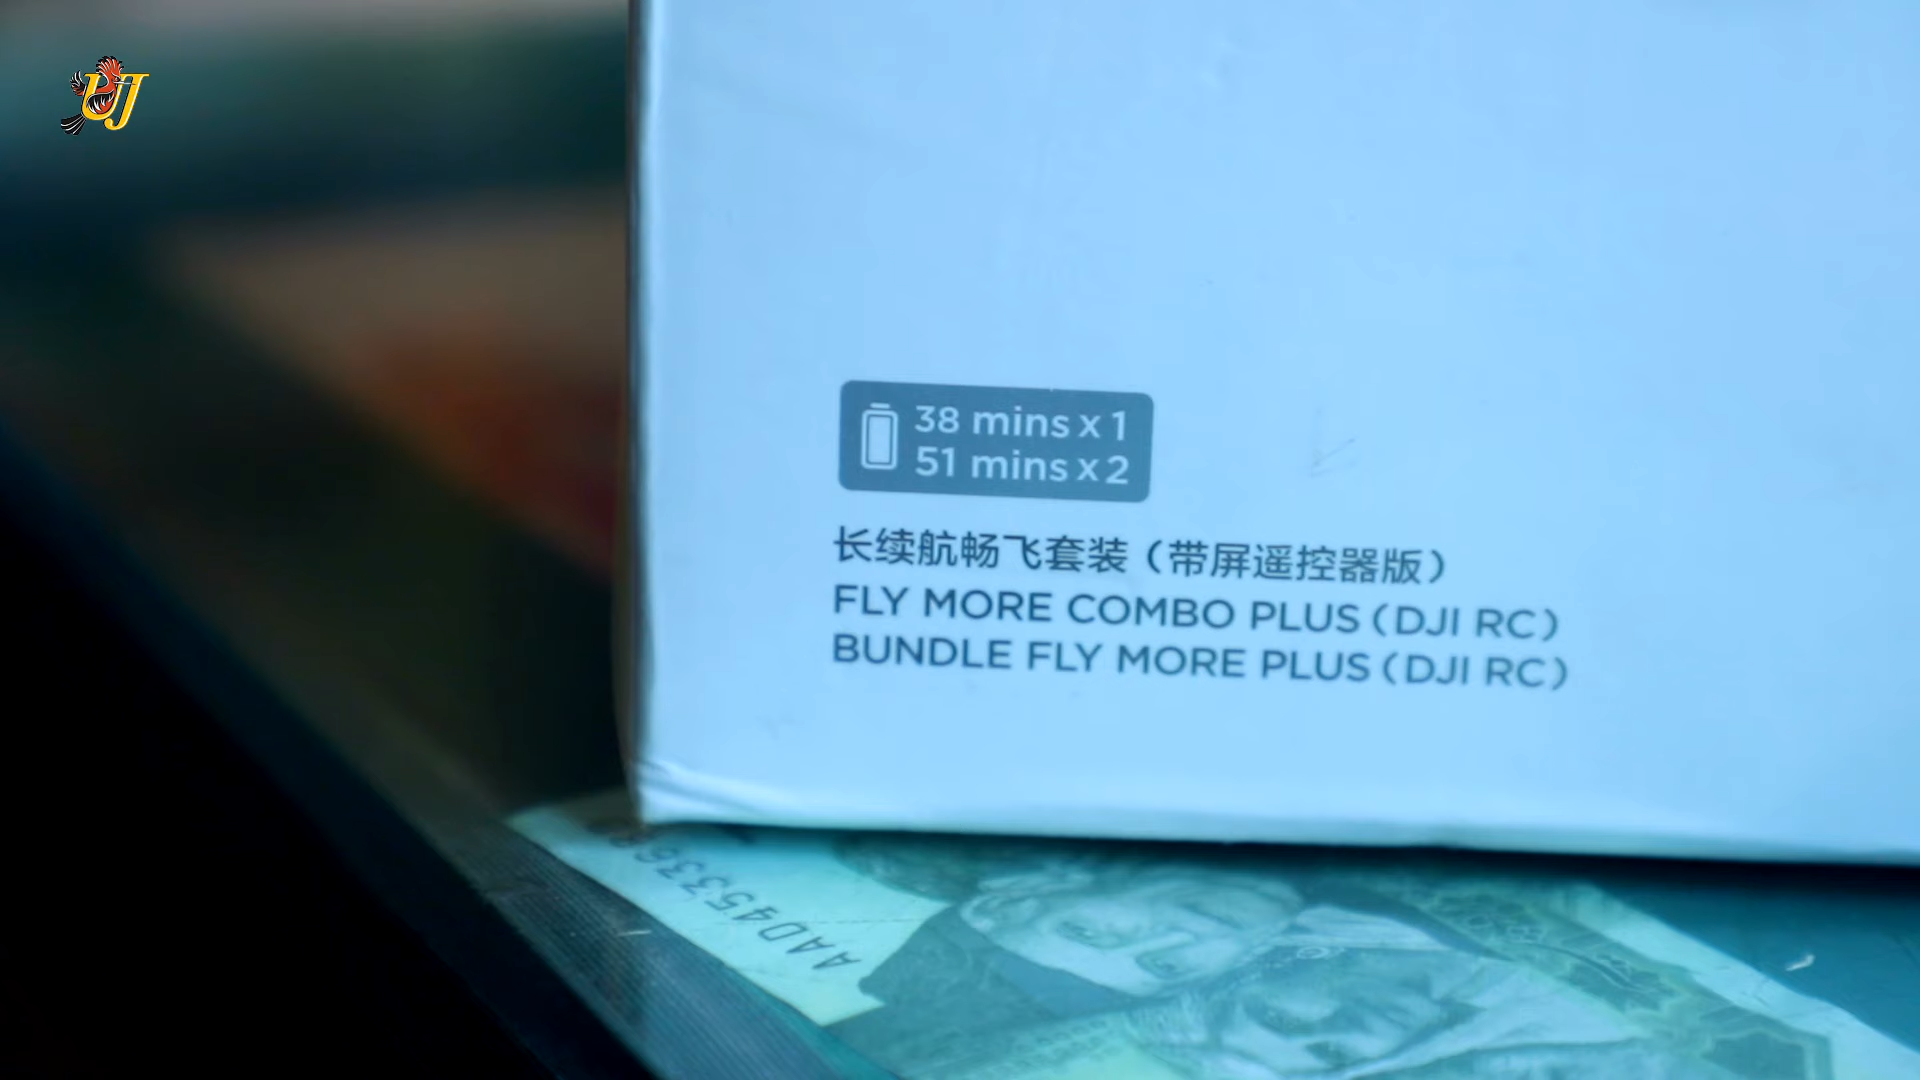 UJ
38 mins x 1
51 mins x 2
长续航畅飞套装（带屏遥控器版）
FLY MORE COMBO PLUS (DJI RC)
BUNDLE FLY MORE PLUS (DJI RC)